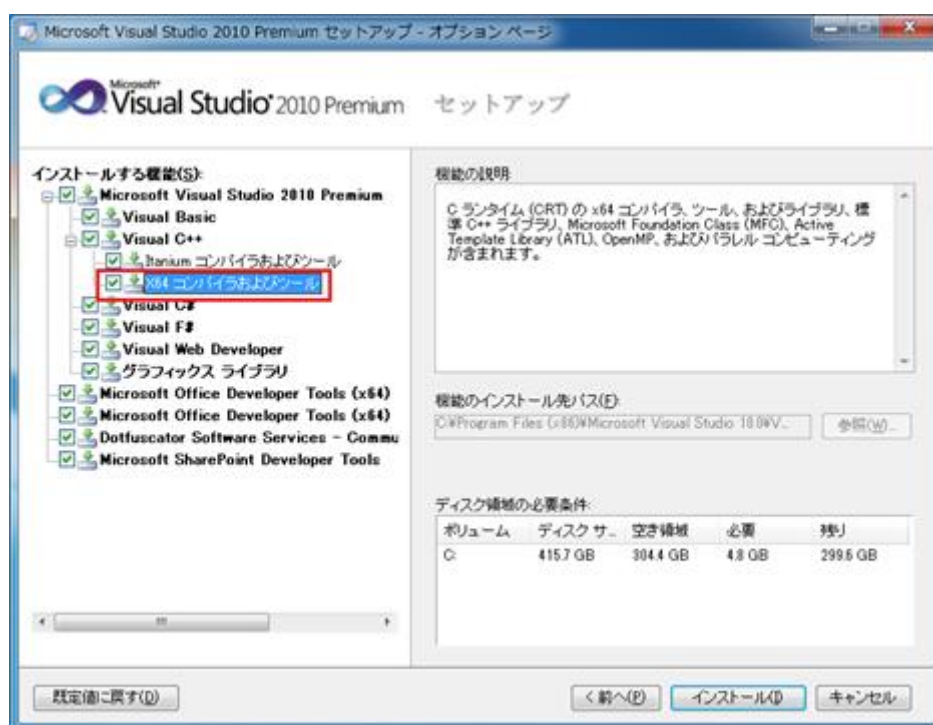 Microsoft Visual Studio 2010 Premium セットアップ - オプション ページ
Microsoft
Visual Studio 2010 Premium セットアップ
インストールする機能(S):
Microsoft Visual Studio 2010 Premium
Visual Basic
Visual C++
Itanium コンパイラおよびツール
X64 コンパイラおよびツール
Visual C#
Visual F#
Visual Web Developer
グラフィックス ライブラリ
Microsoft Office Developer Tools (x64)
Microsoft Office Developer Tools (x64)
Dotfuscator Software Services - Commu
Microsoft SharePoint Developer Tools
機能の説明:
C ランタイム (CRT) の x64 コンパイラ、ツール、およびライブラリ、標
準 C++ ライブラリ、Microsoft Foundation Class (MFC)、Active
Template Library (ATL)、OpenMP、およびパラレル コンピューティング
が含まれます。
機能のインストール先パス(F):
C:¥Program Files (x86)¥Microsoft Visual Studio 10.0¥V...
参照(W)...
ディスク領域の必要条件:
ボリューム ディスク サ... 空き領域 必要 残り
C: 415.7 GB 304.4 GB 4.8 GB 299.6 GB
既定値に戻す(D)
< 前へ(P)
インストール(I)
キャンセル